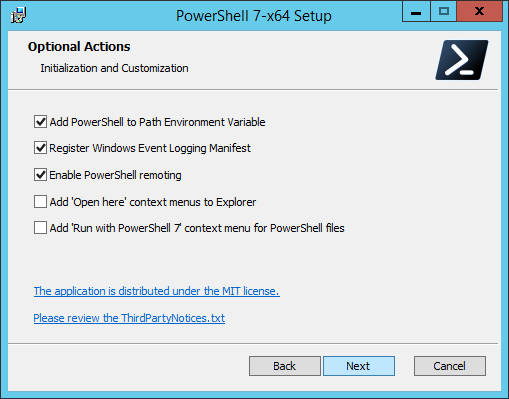 PowerShell 7-x64 Setup
Optional Actions
Initialization and Customization
Add PowerShell to Path Environment Variable
Register Windows Event Logging Manifest
Enable PowerShell remoting
Add 'Open here' context menus to Explorer
Add 'Run with PowerShell 7' context menu for PowerShell files
The application is distributed under the MIT license.
Please review the ThirdPartyNotices.txt
Back Next Cancel